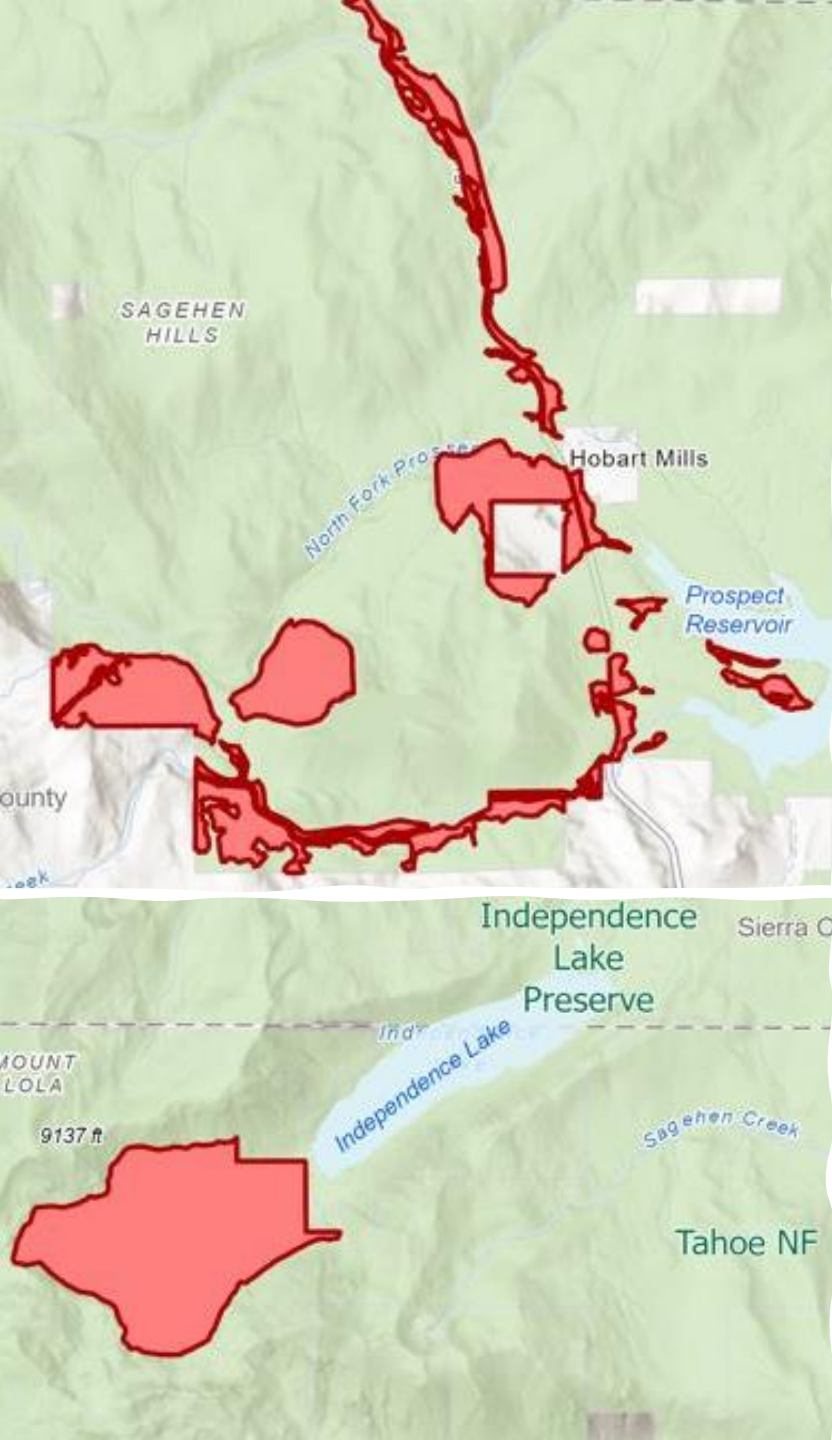 SAGEHEN
HILLS
North Fork Prosser
Hobart Mills
Prospect
Reservoir
ounty
eek
Independence
Lake
Preserve
Sierra C
Independence Lake
MOUNT
LOLA
9137 ft
Sagehen Creek
Tahoe NF